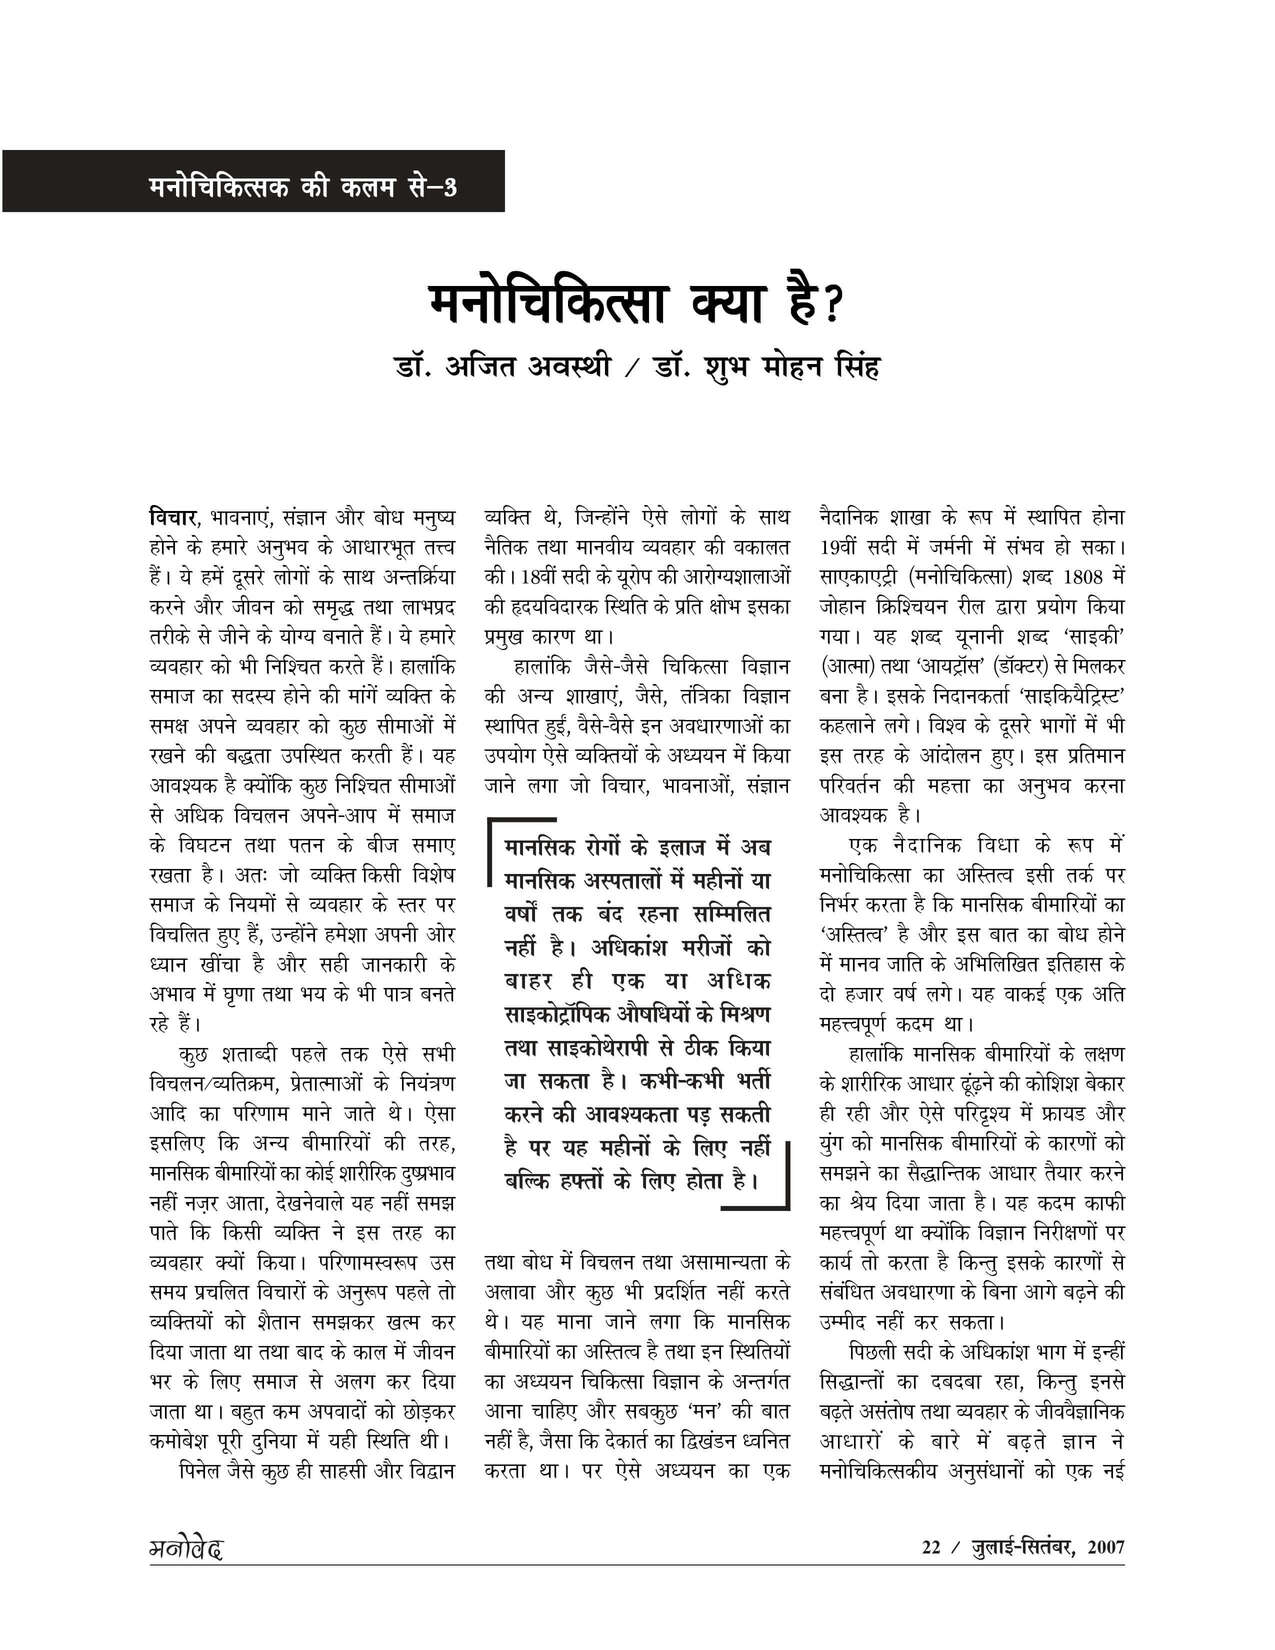 मनोचिकित्सक की कलम से–3
मनोचिकित्सा क्या है?
डॉ. अजित अवस्थी / डॉ. शुभ मोहन सिंह
विचार, भावनाएं, संज्ञान और बोध मनुष्य
होने के हमारे अनुभव के आधारभूत तत्त्व
हैं। ये हमें दूसरे लोगों के साथ अन्तर्क्रिया
करने और जीवन को समृद्ध तथा लाभप्रद
तरीके से जीने के योग्य बनाते हैं। ये हमारे
व्यवहार को भी निश्चित करते हैं। हालांकि
समाज का सदस्य होने की मांगें व्यक्ति के
समक्ष अपने व्यवहार को कुछ सीमाओं में
रखने की बद्धता उपस्थित करती हैं। यह
आवश्यक है क्योंकि कुछ निश्चित सीमाओं
से अधिक विचलन अपने-आप में समाज
के विघटन तथा पतन के बीज समाए
रखता है। अतः जो व्यक्ति किसी विशेष
समाज के नियमों से व्यवहार के स्तर पर
विचलित हुए हैं, उन्होंने हमेशा अपनी ओर
ध्यान खींचा है और सही जानकारी के
अभाव में घृणा तथा भय के भी पात्र बनते
रहे हैं।
कुछ शताब्दी पहले तक ऐसे सभी
विचलन/व्यतिक्रम, प्रेतात्माओं के नियंत्रण
आदि का परिणाम माने जाते थे। ऐसा
इसलिए कि अन्य बीमारियों की तरह,
मानसिक बीमारियों का कोई शारीरिक दुष्प्रभाव
नहीं नज़र आता, देखनेवाले यह नहीं समझ
पाते कि किसी व्यक्ति ने इस तरह का
व्यवहार क्यों किया। परिणामस्वरूप उस
समय प्रचलित विचारों के अनुरूप पहले तो
व्यक्तियों को शैतान समझकर खत्म कर
दिया जाता था तथा बाद के काल में जीवन
भर के लिए समाज से अलग कर दिया
जाता था। बहुत कम अपवादों को छोड़कर
कमोबेश पूरी दुनिया में यही स्थिति थी।
पिनेल जैसे कुछ ही साहसी और विद्वान
व्यक्ति थे, जिन्होंने ऐसे लोगों के साथ
नैतिक तथा मानवीय व्यवहार की वकालत
की। 18वीं सदी के यूरोप की आरोग्यशालाओं
की हृदयविदारक स्थिति के प्रति क्षोभ इसका
प्रमुख कारण था।
हालांकि जैसे-जैसे चिकित्सा विज्ञान
की अन्य शाखाएं, जैसे, तंत्रिका विज्ञान
स्थापित हुईं, वैसे-वैसे इन अवधारणाओं का
उपयोग ऐसे व्यक्तियों के अध्ययन में किया
जाने लगा जो विचार, भावनाओं, संज्ञान
मानसिक रोगों के इलाज में अब
मानसिक अस्पतालों में महीनों या
वर्षों तक बंद रहना सम्मिलित
नहीं है। अधिकांश मरीजों को
बाहर ही एक या अधिक
साइकोट्रॉपिक औषधियों के मिश्रण
तथा साइकोथेरापी से ठीक किया
जा सकता है। कभी-कभी भर्ती
करने की आवश्यकता पड़ सकती
है पर यह महीनों के लिए नहीं
बल्कि हफ्तों के लिए होता है।
तथा बोध में विचलन तथा असामान्यता के
अलावा और कुछ भी प्रदर्शित नहीं करते
थे। यह माना जाने लगा कि मानसिक
बीमारियों का अस्तित्व है तथा इन स्थितियों
का अध्ययन चिकित्सा विज्ञान के अन्तर्गत
आना चाहिए और सबकुछ ‘मन’ की बात
नहीं है, जैसा कि देकार्त का द्विखंडन ध्वनित
करता था। पर ऐसे अध्ययन का एक
नैदानिक शाखा के रूप में स्थापित होना
19वीं सदी में जर्मनी में संभव हो सका।
साएकाएट्री (मनोचिकित्सा) शब्द 1808 में
जोहान क्रिश्चियन रील द्वारा प्रयोग किया
गया। यह शब्द यूनानी शब्द ‘साइकी’
(आत्मा) तथा ‘आयट्रॉस’ (डॉक्टर) से मिलकर
बना है। इसके निदानकर्ता ‘साइकियैट्रिस्ट’
कहलाने लगे। विश्व के दूसरे भागों में भी
इस तरह के आंदोलन हुए। इस प्रतिमान
परिवर्तन की महत्ता का अनुभव करना
आवश्यक है।
एक नैदानिक विधा के रूप में
मनोचिकित्सा का अस्तित्व इसी तर्क पर
निर्भर करता है कि मानसिक बीमारियों का
‘अस्तित्व’ है और इस बात का बोध होने
में मानव जाति के अभिलिखित इतिहास के
दो हजार वर्ष लगे। यह वाकई एक अति
महत्त्वपूर्ण कदम था।
हालांकि मानसिक बीमारियों के लक्षण
के शारीरिक आधार ढूंढ़ने की कोशिश बेकार
ही रही और ऐसे परिदृश्य में फ्रायड और
युंग को मानसिक बीमारियों के कारणों को
समझने का सैद्धान्तिक आधार तैयार करने
का श्रेय दिया जाता है। यह कदम काफी
महत्त्वपूर्ण था क्योंकि विज्ञान निरीक्षणों पर
कार्य तो करता है किन्तु इसके कारणों से
संबंधित अवधारणा के बिना आगे बढ़ने की
उम्मीद नहीं कर सकता।
पिछली सदी के अधिकांश भाग में इन्हीं
सिद्धान्तों का दबदबा रहा, किन्तु इनसे
बढ़ते असंतोष तथा व्यवहार के जीववैज्ञानिक
आधारों के बारे में बढ़ते ज्ञान ने
मनोचिकित्सकीय अनुसंधानों को एक नई
मनोवेद
22 / जुलाई-सितंबर, 2007